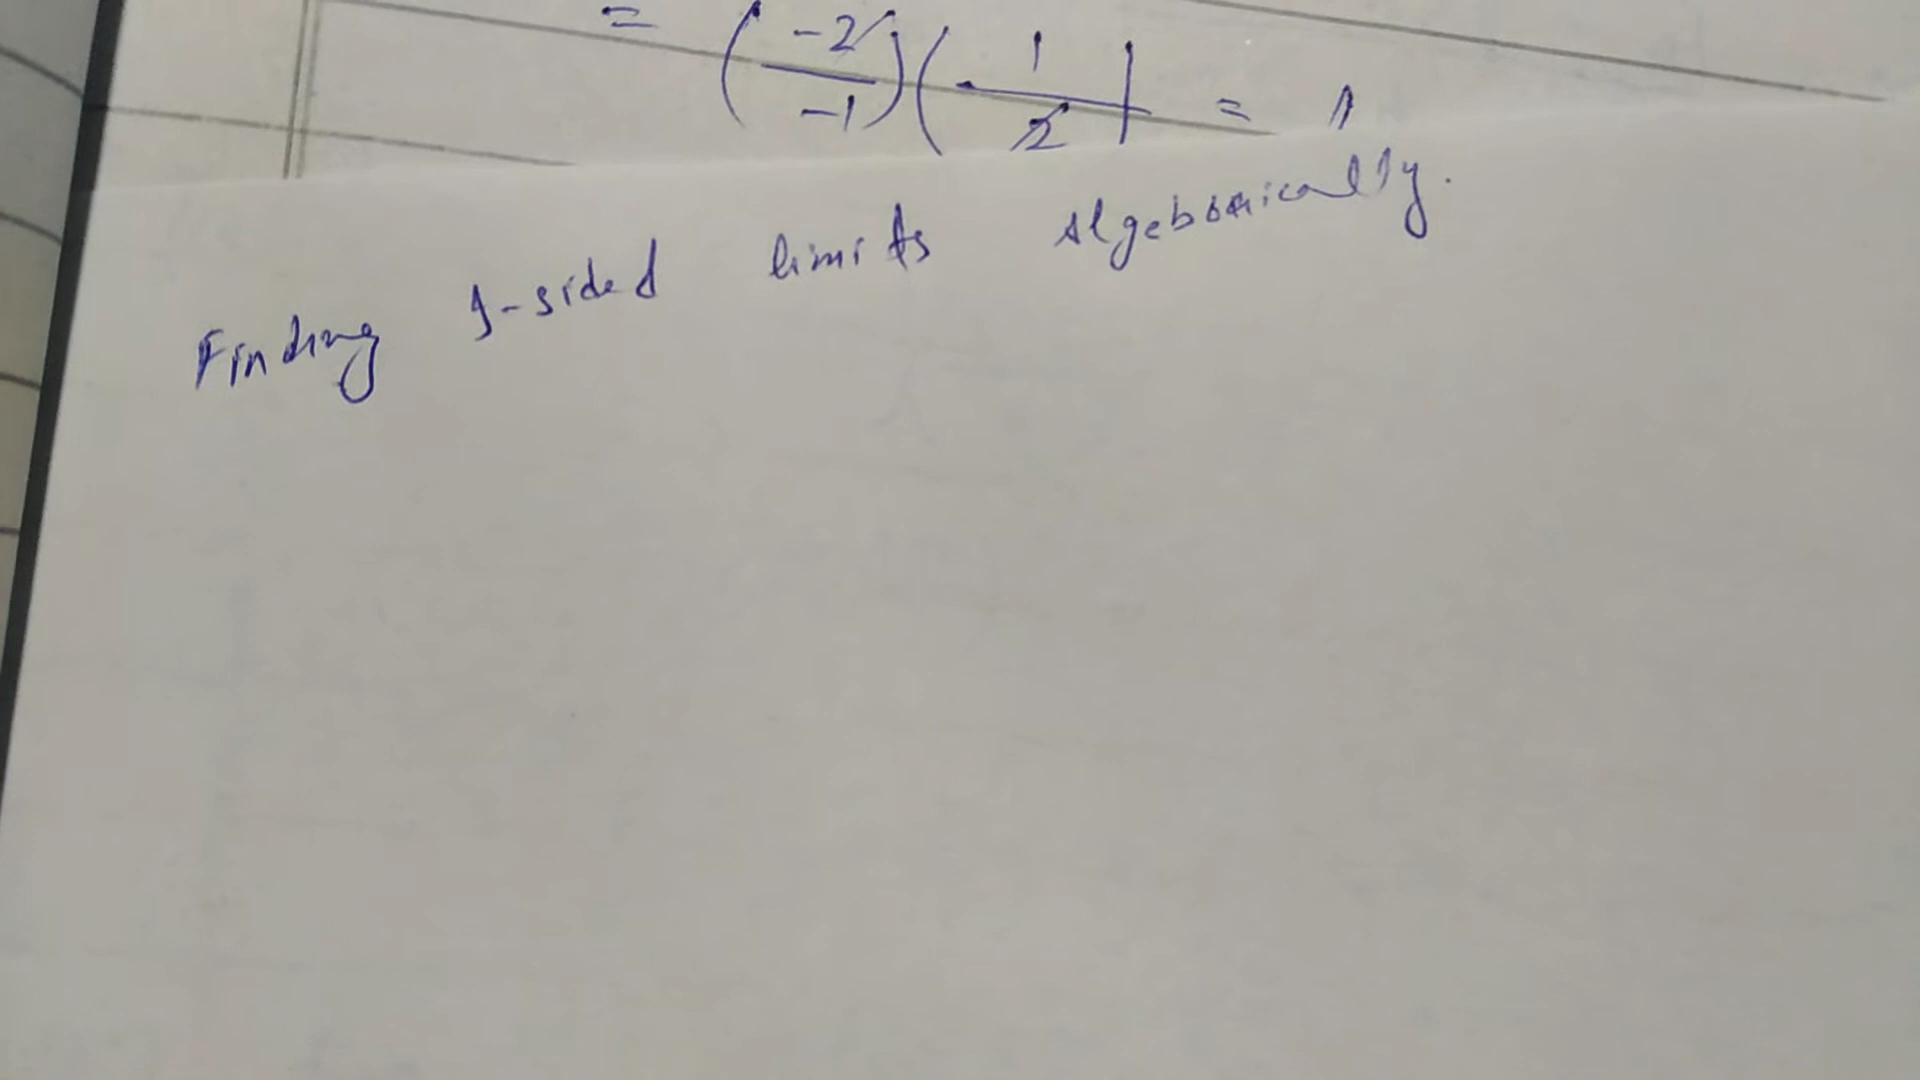 = (-2/-1)(1/2) = 1
Finding 1-sided limits Algebraically.